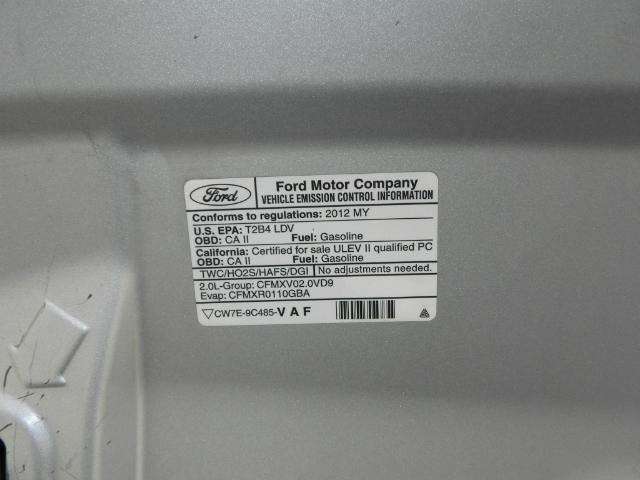 Ford
Ford Motor Company
VEHICLE EMISSION CONTROL INFORMATION
Conforms to regulations: 2012 MY
U.S. EPA: T2B4 LDV
OBD: CA II Fuel: Gasoline
California: Certified for sale ULEV II qualified PC
OBD: CA II Fuel: Gasoline
TWC/HO2S/HAFS/DGI No adjustments needed.
2.0L-Group: CFMXV02.0VD9
Evap: CFMXR0110GBA
CW7E-9C485-VAF